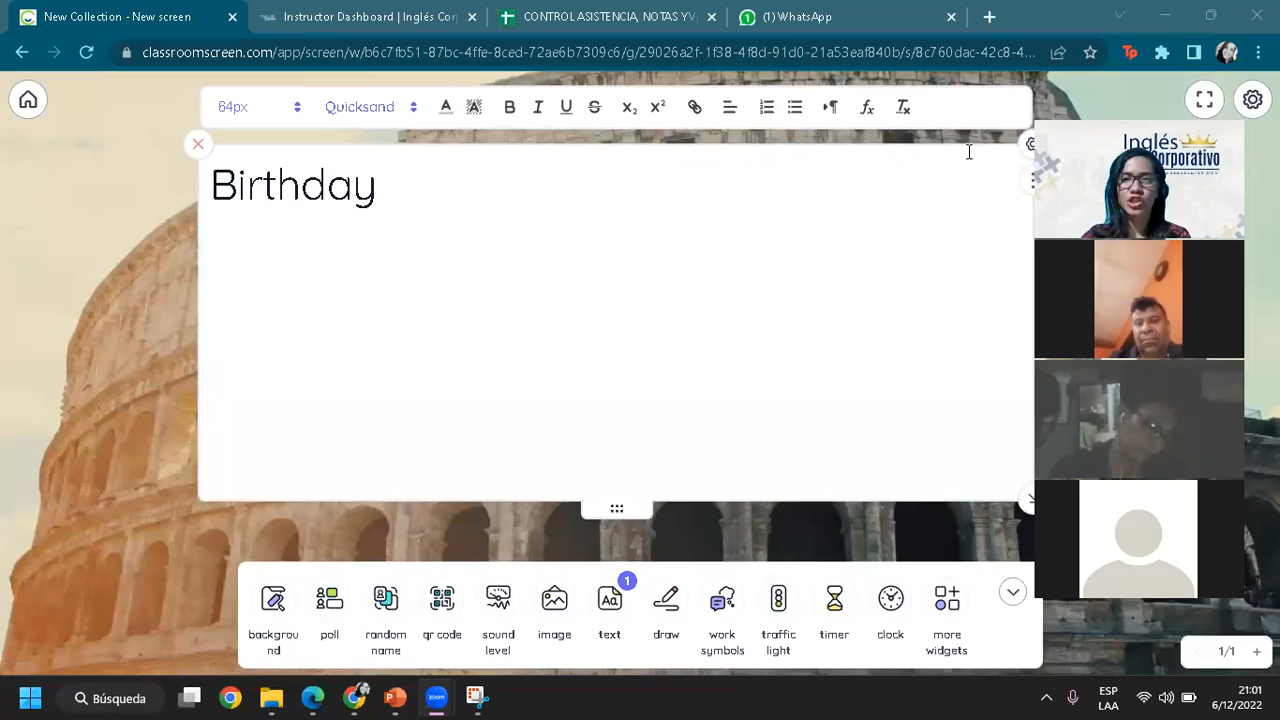 New Collection - New screen
Instructor Dashboard | Inglés Cor
CONTROL ASISTENCIA, NOTAS Y V
(1) WhatsApp
classroomscreen.com/app/screen/w/b6c7fb51-87bc-4ffe-8ced-72ae6b7309c6/g/29026a2f-1f38-4f8d-91d0-21a53eaf840b/s/8c760dac-42c8-4...
64px
Quicksand
Birthday
Inglés
Corporativo
1
backgrou
nd
poll
random
name
qr code
sound
level
image
text
draw
work
symbols
traffic
light
timer
clock
more
widgets
1/1
Búsqueda
ESP
LAA
21:01
6/12/2022